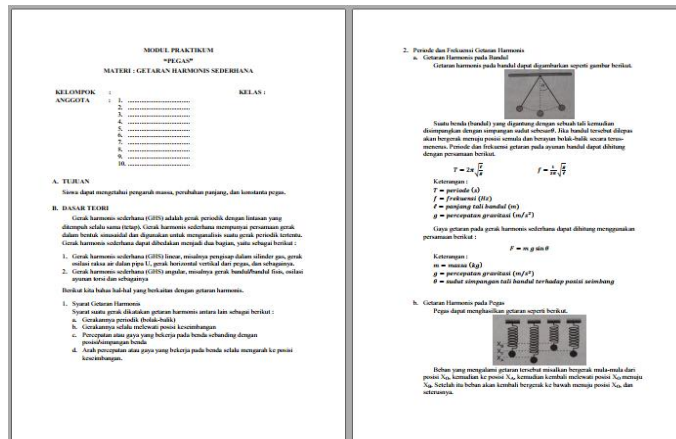 MODUL PRAKTIKUM
"PEGAS"
MATERI : GETARAN HARMONIS SEDERHANA
KELOMPOK : KELAS :
ANGGOTA : 1. ....................................
2. ....................................
3. ....................................
4. ....................................
5. ....................................
6. ....................................
7. ....................................
8. ....................................
9. ....................................
10. ....................................
A. TUJUAN
Siswa dapat mengetahui pengaruh massa, perubahan panjang, dan konstanta pegas.
B. DASAR TEORI
Gerak harmonis sederhana (GHS) adalah gerak periodik dengan lintasan yang
ditempuh selalu sama (tetap). Gerak harmonis sederhana mempunyai persamaan gerak
dalam bentuk sinusoidal dan digunakan untuk menganalisis suatu gerak periodik tertentu.
Gerak harmonis sederhana dapat dibedakan menjadi dua bagian, yaitu sebagai berikut :
1. Gerak harmonis sederhana (GHS) linear, misalnya pengisap dalam silinder gas, gerak
osilasi raksa air dalam pipa U, gerak horizontal vertikal dari pegas, dan sebagainya.
2. Gerak harmonis sederhana (GHS) angular, misalnya gerak bandul/bandul fisis, osilasi
ayunan torsi dan sebagainya
Berikut kita bahas hal-hal yang berkaitan dengan getaran harmonis.
1. Syarat Getaran Harmonis
Syarat suatu gerak dikatakan getaran harmonis antara lain sebagai berikut :
a. Gerakannya periodik (bolak-balik)
b. Gerakannya selalu melewati posisi keseimbangan
c. Percepatan atau gaya yang bekerja pada benda sebanding dengan
posisi/simpangan benda
d. Arah percepatan atau gaya yang bekerja pada benda selalu mengarah ke posisi
keseimbangan.
2. Periode dan Frekuensi Getaran Harmonis
a. Getaran Harmonis pada Bandul
Getaran harmonis pada bandul dapat digambarkan seperti gambar berikut.
Suatu benda (bandul) yang digantung dengan sebuah tali kemudian
disimpangkan dengan simpangan sudut sebesar θ. Jika bandul tersebut dilepas
akan bergerak menuju posisi semula dan berayun bolak-balik secara terus-
menerus. Periode dan frekuensi getaran pada ayunan bandul dapat dihitung
dengan persamaan berikut.
T = 2π √(ℓ/g) f = 1/2π √(g/ℓ)
Keterangan :
T = periode (s)
f = frekuensi (Hz)
ℓ = panjang tali bandul (m)
g = percepatan gravitasi (m/s²)
Gaya getaran pada gerak harmonis sederhana dapat dihitung menggunakan
persamaan berikut :
F = m g sin θ
Keterangan :
m = massa (kg)
g = percepatan gravitasi (m/s²)
θ = sudut simpangan tali bandul terhadap posisi seimbang
b. Getaran Harmonis pada Pegas
Pegas dapat menghasilkan getaran seperti berikut.
Beban yang mengalami getaran tersebut misalkan bergerak mula-mula dari
posisi X₀, kemudian ke posisi Xₐ, kemudian kembali melewati posisi X₀ menuju
X_B. Setelah itu beban akan kembali bergerak ke bawah menuju posisi X₀, dan
seterusnya.